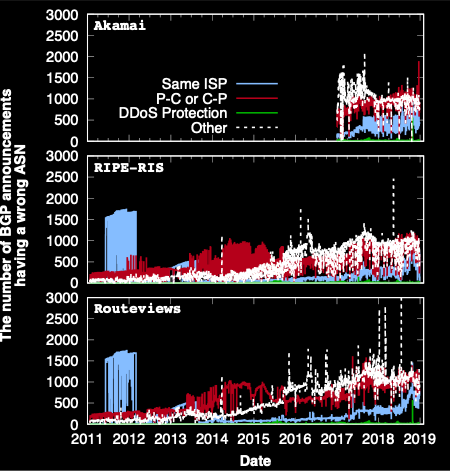 The number of BGP announcements
having a wrong ASN
3000
2500
2000
1500
1000
500
0
Akamai
Same ISP
P-C or C-P
DDoS Protection
Other
3000
2500
2000
1500
1000
500
0
RIPE-RIS
3000
2500
2000
1500
1000
500
0
Routeviews
2011 2012 2013 2014 2015 2016 2017 2018 2019
Date